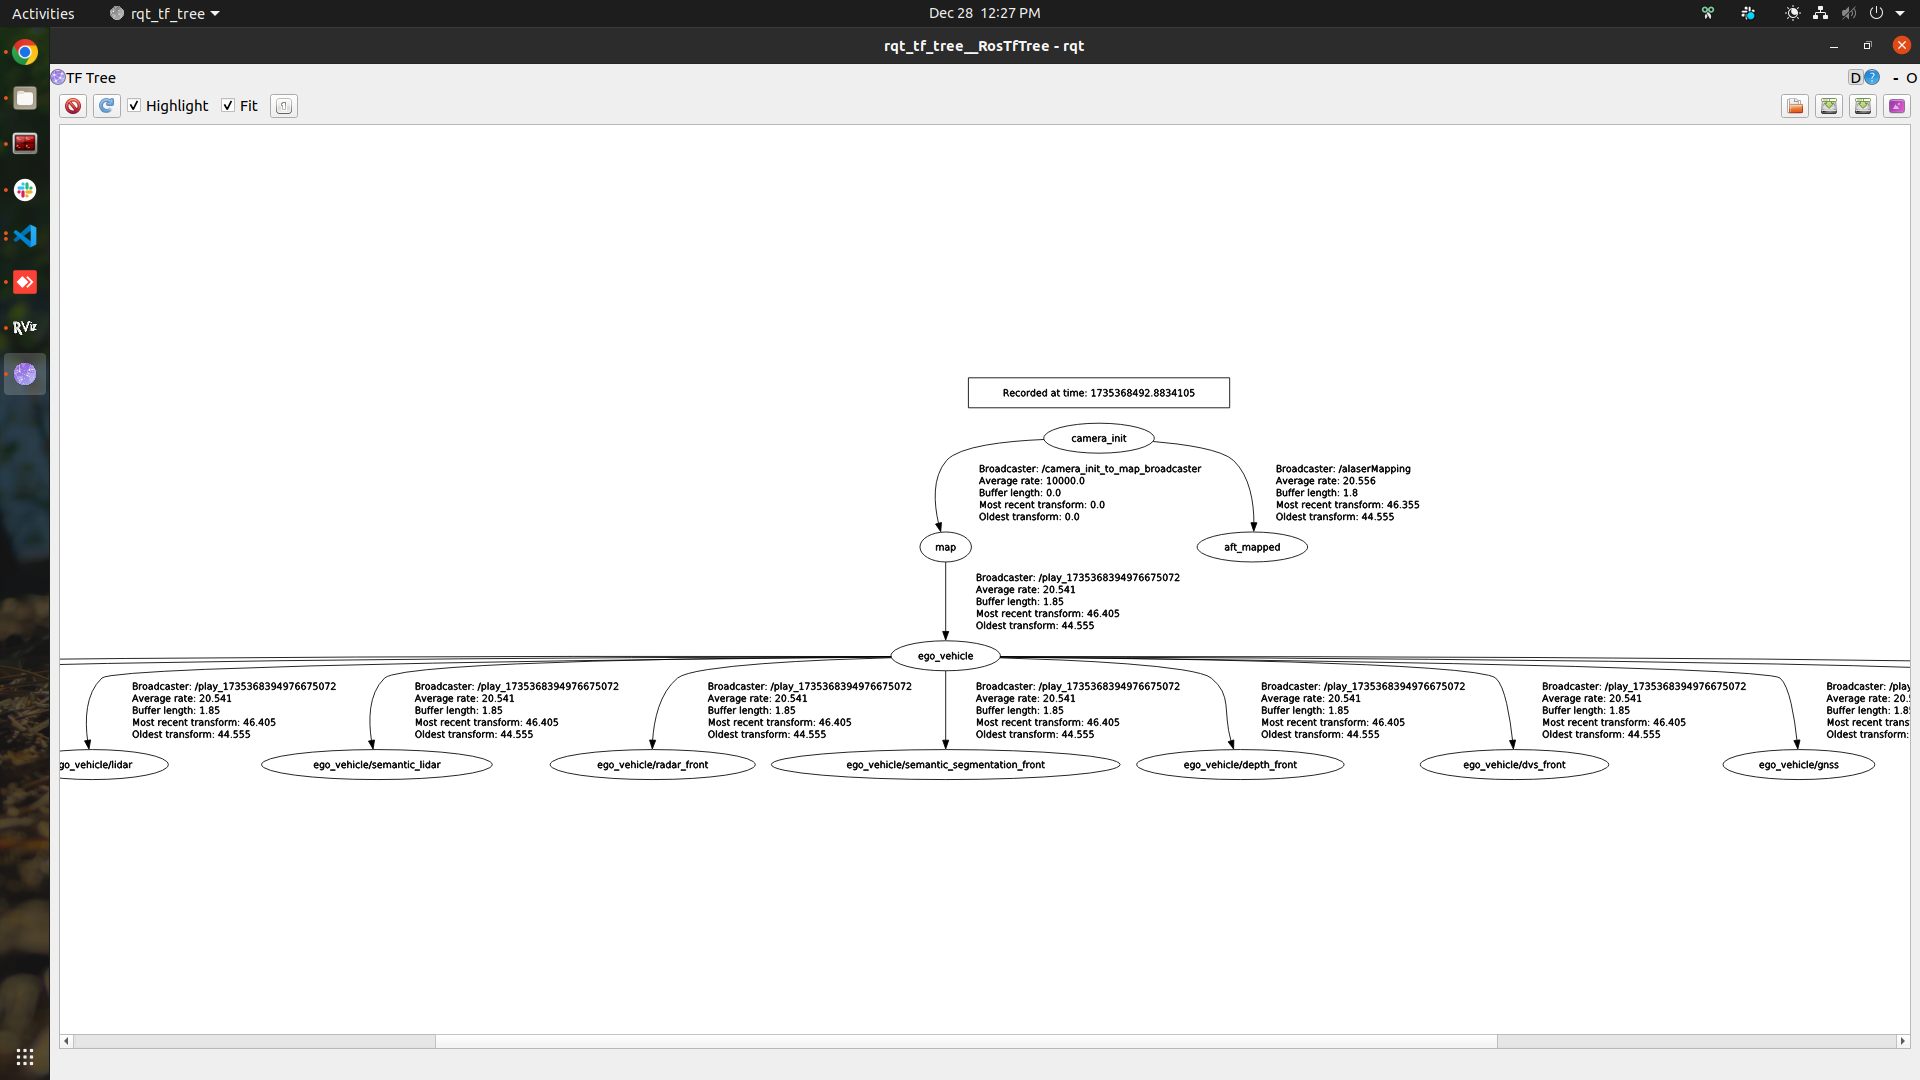 Activities
rqt_tf_tree
Dec 28 12:27 PM
rqt_tf_tree__RosTfTree - rqt
TF Tree
D
?
- O
Highlight
Fit
RViz
Recorded at time: 1735368492.8834105
camera_init
Broadcaster: /camera_init_to_map_broadcaster
Average rate: 10000.0
Buffer length: 0.0
Most recent transform: 0.0
Oldest transform: 0.0
Broadcaster: /alaserMapping
Average rate: 20.556
Buffer length: 1.8
Most recent transform: 46.355
Oldest transform: 44.555
map
aft_mapped
Broadcaster: /play_1735368394976675072
Average rate: 20.541
Buffer length: 1.85
Most recent transform: 46.405
Oldest transform: 44.555
ego_vehicle
Broadcaster: /play_1735368394976675072
Average rate: 20.541
Buffer length: 1.85
Most recent transform: 46.405
Oldest transform: 44.555
Broadcaster: /play_1735368394976675072
Average rate: 20.541
Buffer length: 1.85
Most recent transform: 46.405
Oldest transform: 44.555
Broadcaster: /play_1735368394976675072
Average rate: 20.541
Buffer length: 1.85
Most recent transform: 46.405
Oldest transform: 44.555
Broadcaster: /play_1735368394976675072
Average rate: 20.541
Buffer length: 1.85
Most recent transform: 46.405
Oldest transform: 44.555
Broadcaster: /play_1735368394976675072
Average rate: 20.541
Buffer length: 1.85
Most recent transform: 46.405
Oldest transform: 44.555
Broadcaster: /play_1735368394976675072
Average rate: 20.541
Buffer length: 1.85
Most recent transform: 46.405
Oldest transform: 44.555
Broadcaster: /play
Average rate: 20.5
Buffer length: 1.8
Most recent trans
Oldest transform:
go_vehicle/lidar
ego_vehicle/semantic_lidar
ego_vehicle/radar_front
ego_vehicle/semantic_segmentation_front
ego_vehicle/depth_front
ego_vehicle/dvs_front
ego_vehicle/gnss